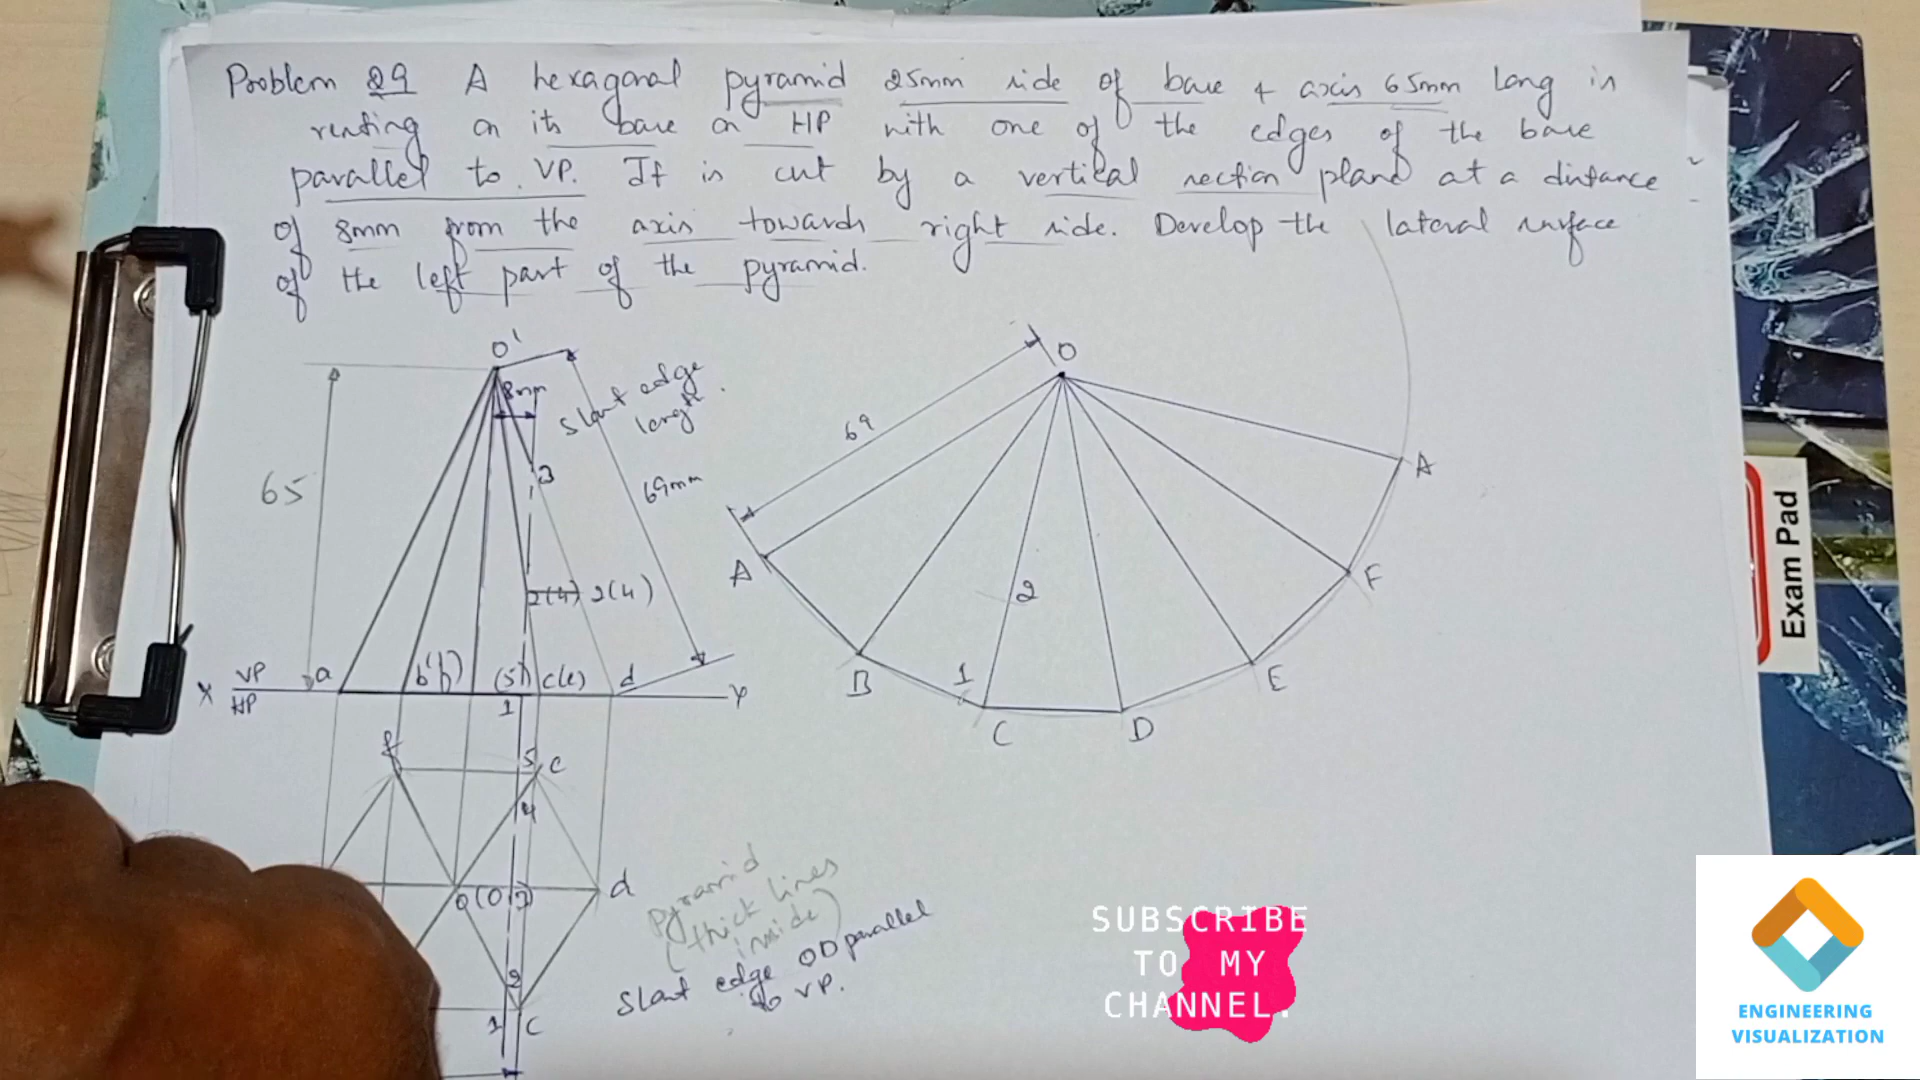 Problem 29 A hexagonal pyramid 25mm side of base & axis 65mm long is
resting on its base on HP with one of the edges of the base
parallel to VP. It is cut by a vertical section plane at a distance
of 8mm from the axis towards right side. Develop the lateral surface
of the left part of the pyramid.
O'
8mm
Slant edge
length
69mm
65
3
2(4) 2(4)
a
b'(f')
(5')
c(e)
d
X
VP
HP
Y
1
O
69
A
B
1
2
C
D
E
F
A
f
5
e
4
d
O(O
2
1
C
Pyramid
(thick lines
inside)
Slant edge OD parallel
to VP.
Exam Pad
SUBSCRIBE
TO MY
CHANNEL.
ENGINEERING
VISUALIZATION